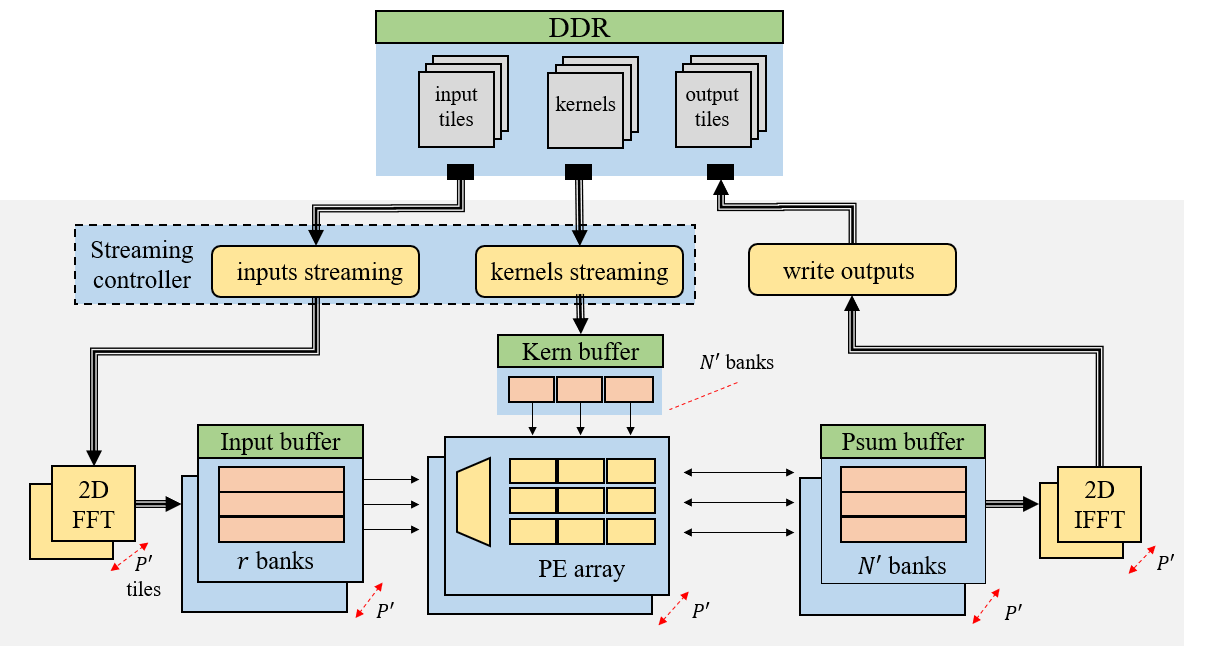 DDR
input
tiles
kernels
output
tiles
Streaming
controller
inputs streaming
kernels streaming
write outputs
Kern buffer
N′ banks
Input buffer
Psum buffer
2D
FFT
2D
IFFT
P′
tiles
r banks
PE array
N′ banks
P′
P′
P′
P′